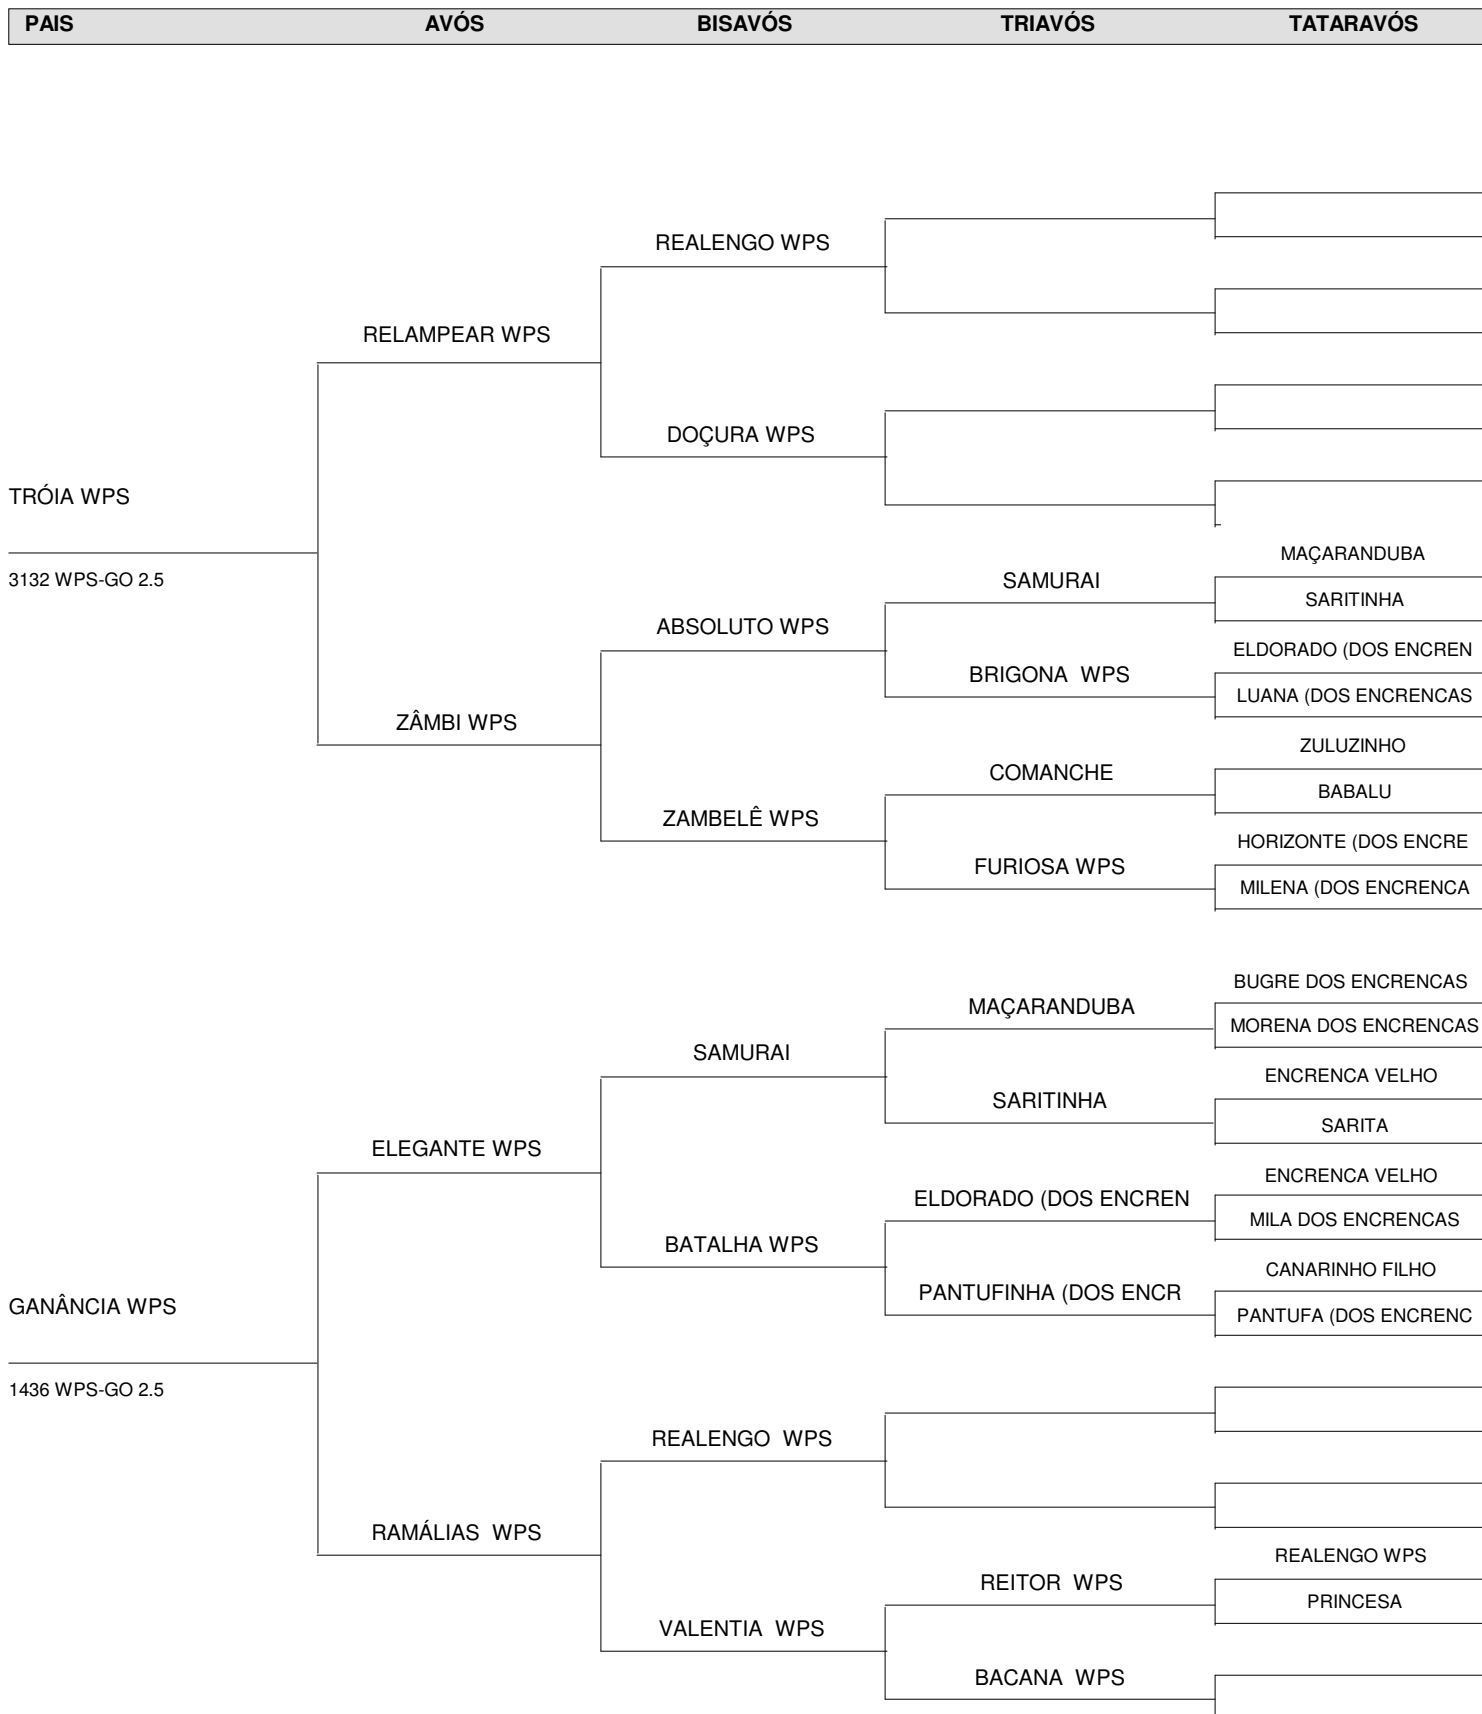 PAIS AVÓS BISAVÓS TRIAVÓS TATARAVÓS
REALENGO WPS
RELAMPEAR WPS
DOÇURA WPS
TRÓIA WPS
3132 WPS-GO 2.5
MAÇARANDUBA
SAMURAI
SARITINHA
ABSOLUTO WPS
ELDORADO (DOS ENCREN
BRIGONA WPS
LUANA (DOS ENCRENCAS
ZÂMBI WPS
ZULUZINHO
COMANCHE
BABALU
ZAMBELÊ WPS
HORIZONTE (DOS ENCRE
FURIOSA WPS
MILENA (DOS ENCRENCA
BUGRE DOS ENCRENCAS
MAÇARANDUBA
MORENA DOS ENCRENCAS
SAMURAI
ENCRENCA VELHO
SARITINHA
SARITA
ELEGANTE WPS
ENCRENCA VELHO
ELDORADO (DOS ENCREN
MILA DOS ENCRENCAS
BATALHA WPS
CANARINHO FILHO
PANTUFINHA (DOS ENCR
PANTUFA (DOS ENCRENC
GANÂNCIA WPS
1436 WPS-GO 2.5
REALENGO WPS
RAMÁLIAS WPS
REALENGO WPS
REITOR WPS
PRINCESA
VALENTIA WPS
BACANA WPS